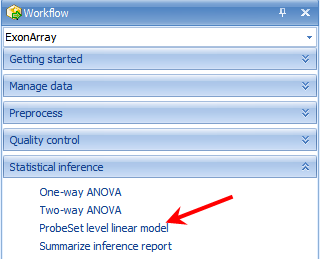 Workflow
ExonArray
Getting started
Manage data
Preprocess
Quality control
Statistical inference
One-way ANOVA
Two-way ANOVA
ProbeSet level linear model
Summarize inference report